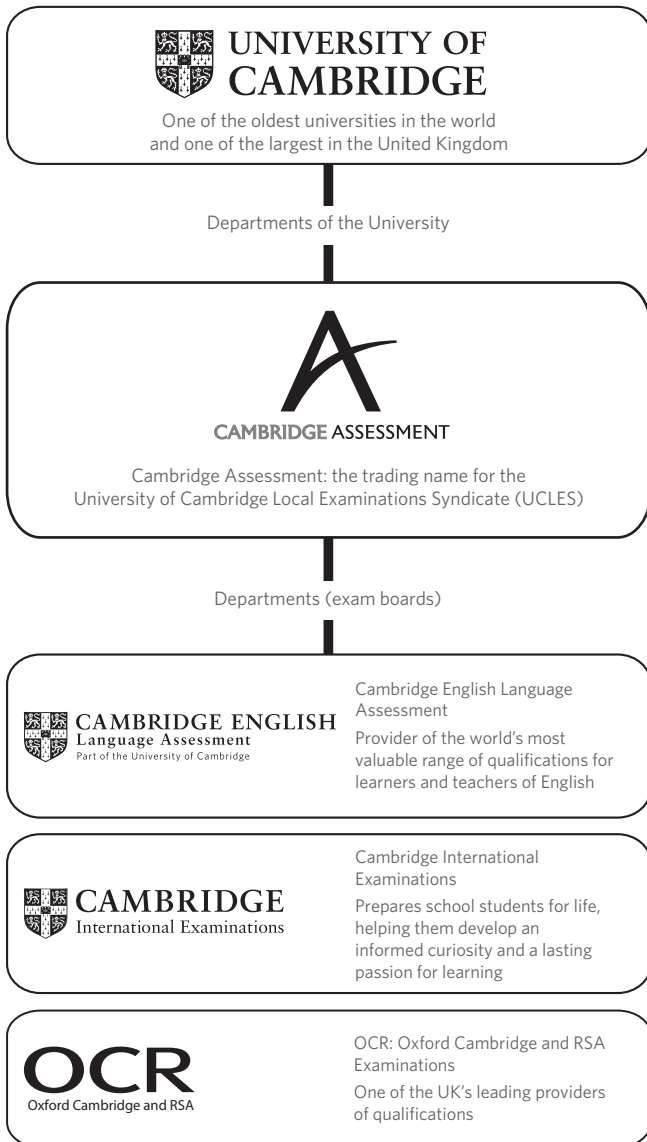 UNIVERSITY OF
CAMBRIDGE
One of the oldest universities in the world
and one of the largest in the United Kingdom
Departments of the University
CAMBRIDGE ASSESSMENT
Cambridge Assessment: the trading name for the
University of Cambridge Local Examinations Syndicate (UCLES)
Departments (exam boards)
CAMBRIDGE ENGLISH
Language Assessment
Part of the University of Cambridge
Cambridge English Language
Assessment
Provider of the world's most
valuable range of qualifications for
learners and teachers of English
CAMBRIDGE
International Examinations
Cambridge International
Examinations
Prepares school students for life,
helping them develop an
informed curiosity and a lasting
passion for learning
OCR
Oxford Cambridge and RSA
OCR: Oxford Cambridge and RSA
Examinations
One of the UK's leading providers
of qualifications